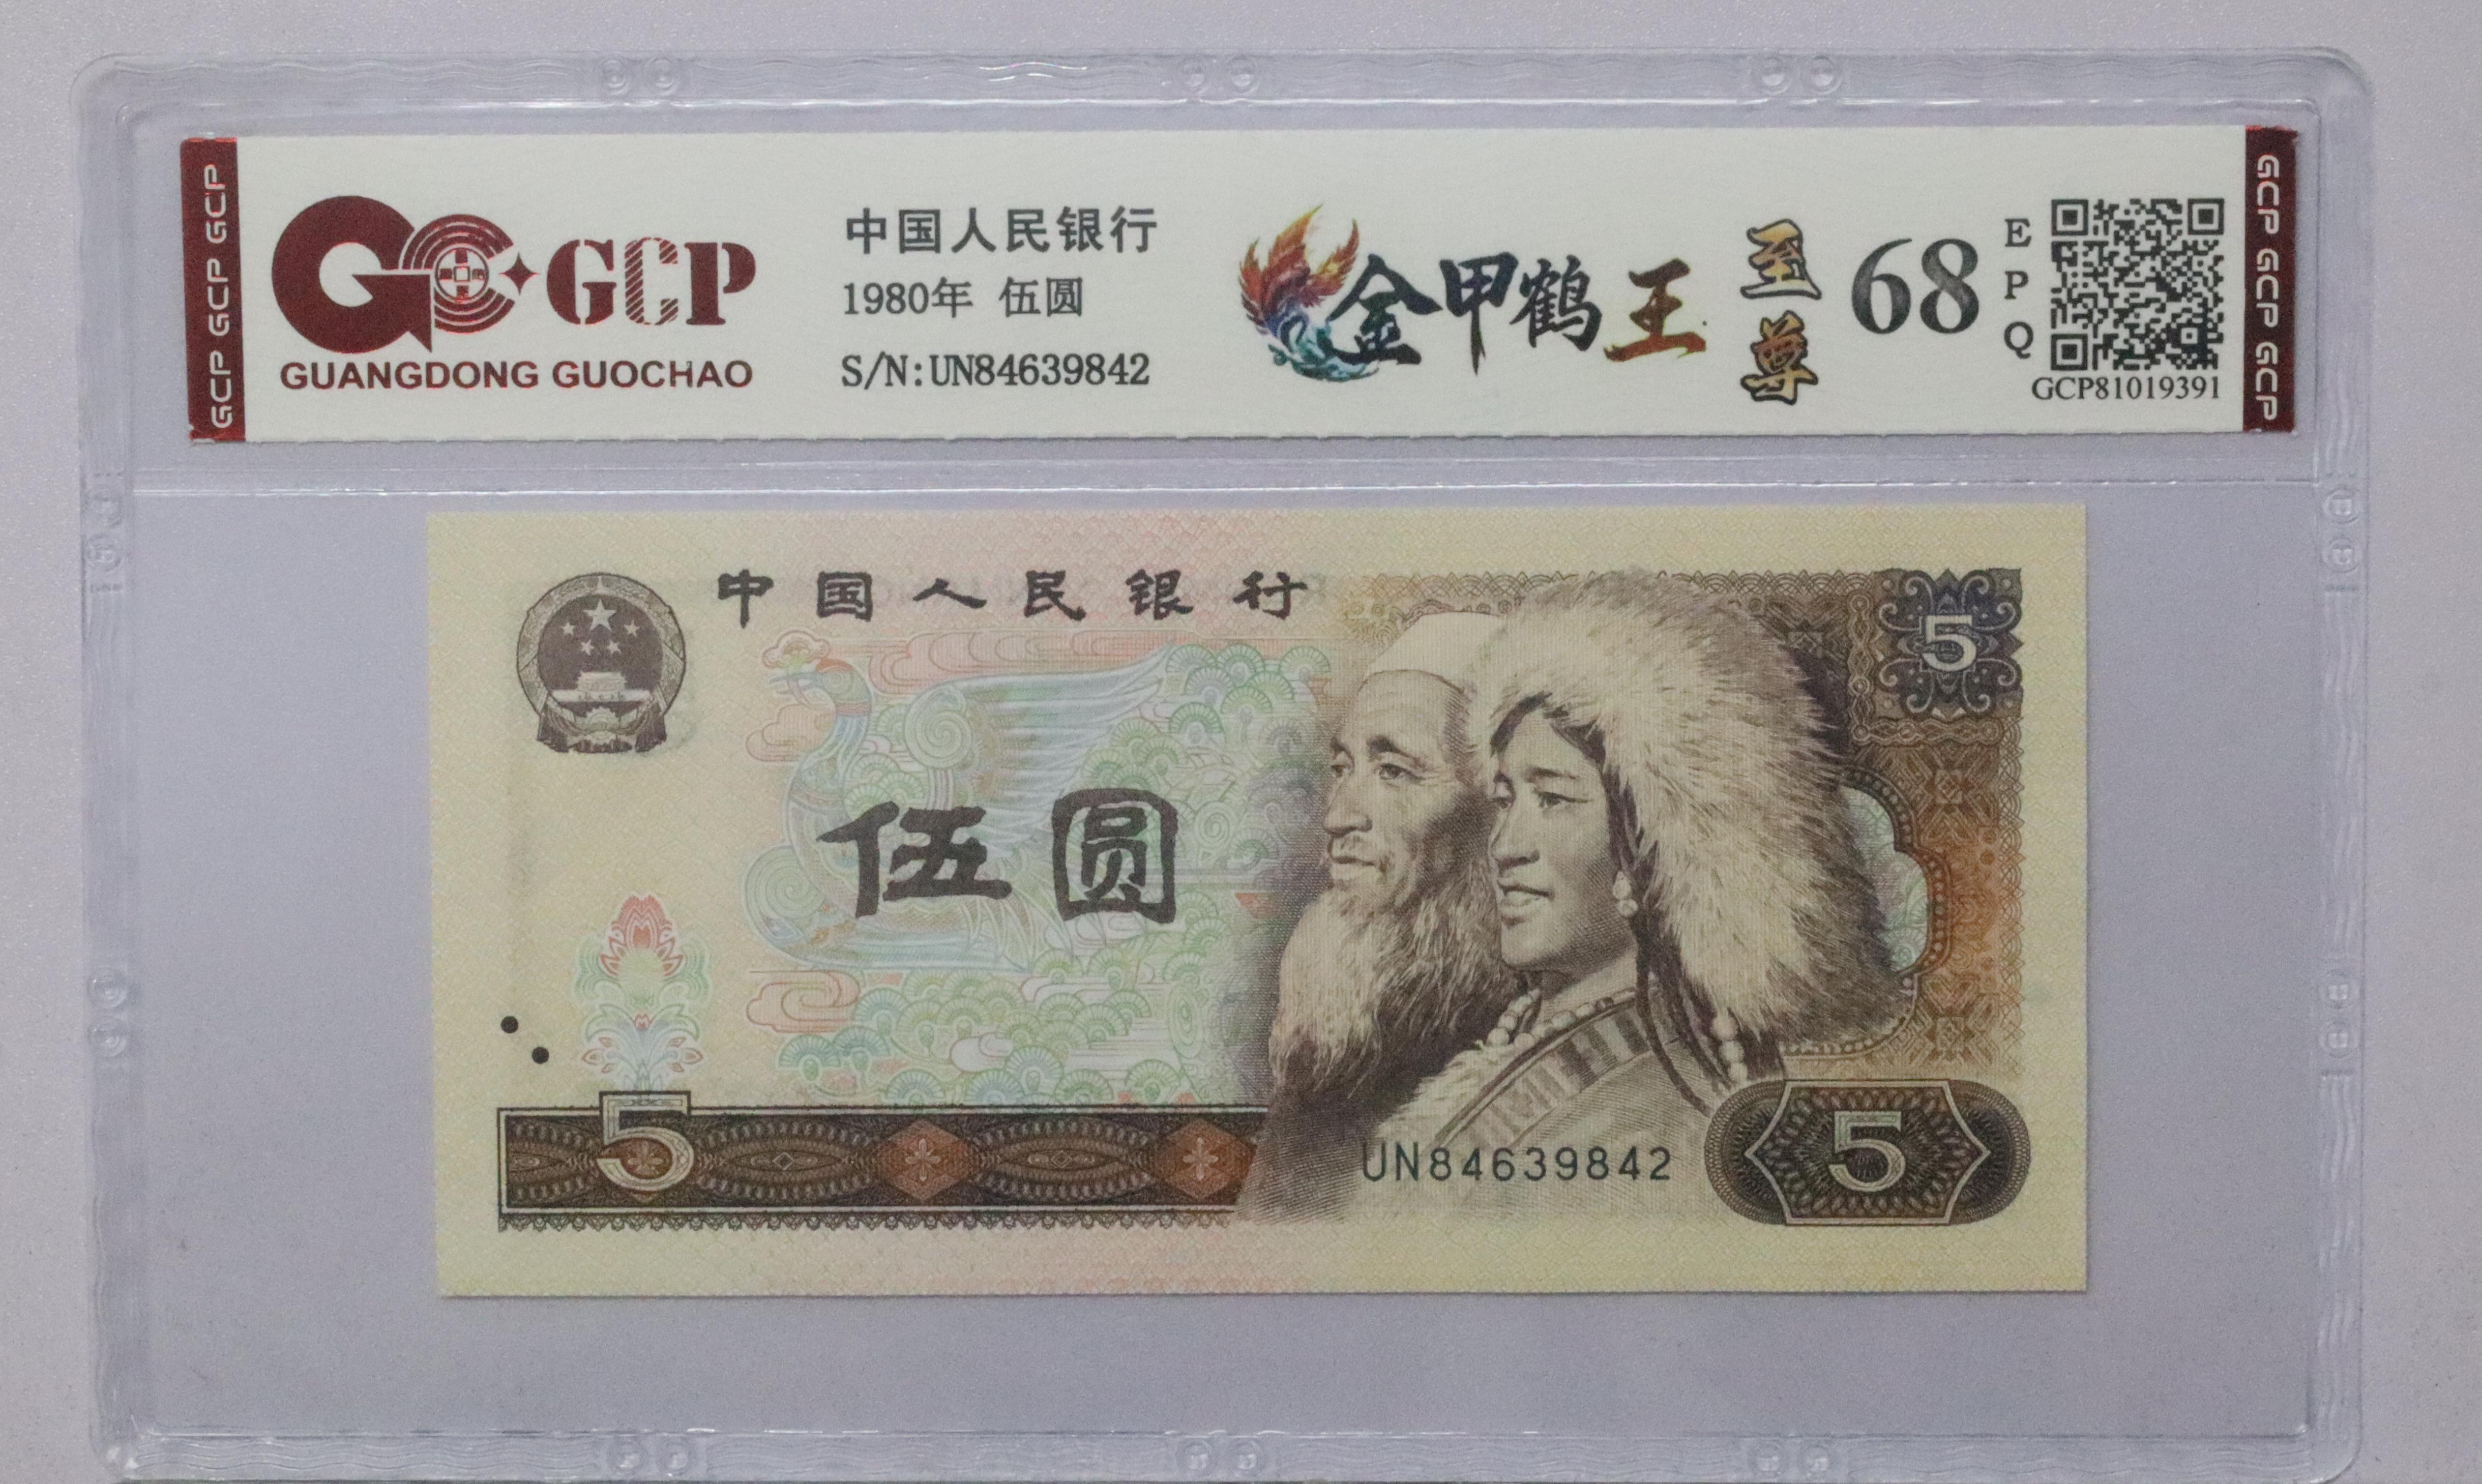 GCP GCP GCP
GCP
GUANGDONG GUOCHAO
中国人民银行
1980年 伍圆
S/N:UN84639842
金甲鹤王
至尊
68
EPQ
GCP81019391
GCP GCP GCP
中国人民银行
5
伍圆
5
UN84639842
5